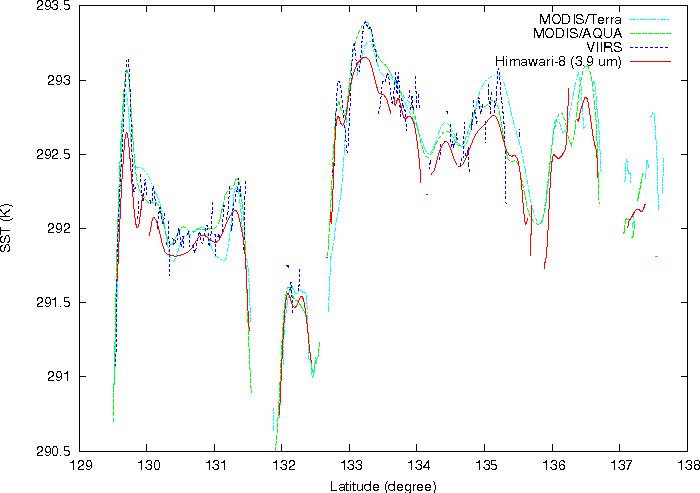 293.5
293
292.5
292
291.5
291
290.5
SST (K)
MODIS/Terra
MODIS/AQUA
VIIRS
Himawari-8 (3.9 um)
129 130 131 132 133 134 135 136 137 138
Latitude (degree)